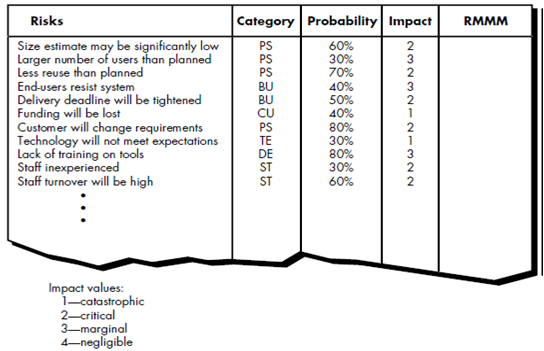 Risks Category Probability Impact RMMM
Size estimate may be significantly low PS 60% 2
Larger number of users than planned PS 30% 3
Less reuse than planned PS 70% 2
End-users resist system BU 40% 3
Delivery deadline will be tightened BU 50% 2
Funding will be lost CU 40% 1
Customer will change requirements PS 80% 2
Technology will not meet expectations TE 30% 1
Lack of training on tools DE 80% 3
Staff inexperienced ST 30% 2
Staff turnover will be high ST 60% 2
•
•
•
Impact values:
1—catastrophic
2—critical
3—marginal
4—negligible